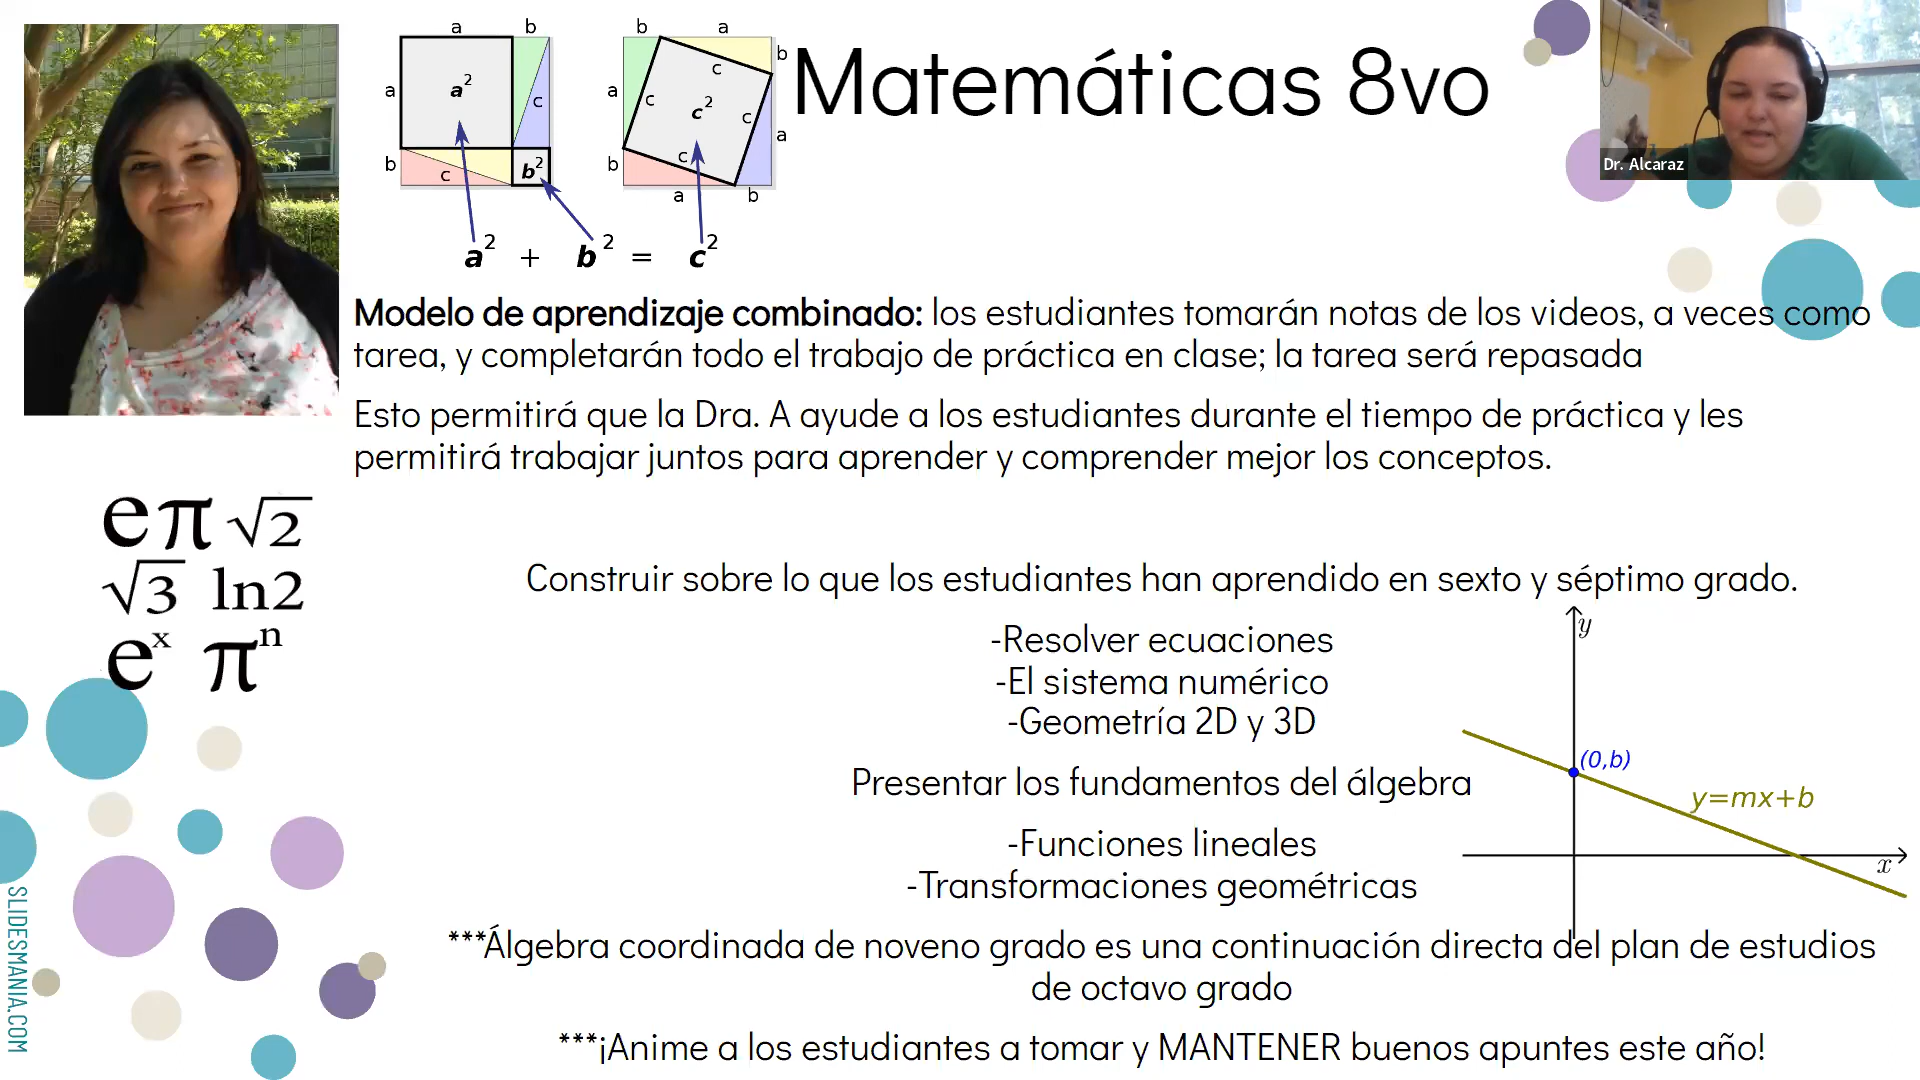 Matemáticas 8vo
Dr. Alcaraz
a b
a a² c
b c b²
b a
b
a c c² c c
a
b
a b
a² + b² = c²
Modelo de aprendizaje combinado: los estudiantes tomarán notas de los videos, a veces como
tarea, y completarán todo el trabajo de práctica en clase; la tarea será repasada
Esto permitirá que la Dra. A ayude a los estudiantes durante el tiempo de práctica y les
permitirá trabajar juntos para aprender y comprender mejor los conceptos.
eπ√2
√3 ln2
eˣ πⁿ
Construir sobre lo que los estudiantes han aprendido en sexto y séptimo grado.
-Resolver ecuaciones
-El sistema numérico
-Geometría 2D y 3D
Presentar los fundamentos del álgebra
-Funciones lineales
-Transformaciones geométricas
y
(0,b)
y=mx+b
x
***Álgebra coordinada de noveno grado es una continuación directa del plan de estudios
de octavo grado
***¡Anime a los estudiantes a tomar y MANTENER buenos apuntes este año!
SLIDESMANIA.COM